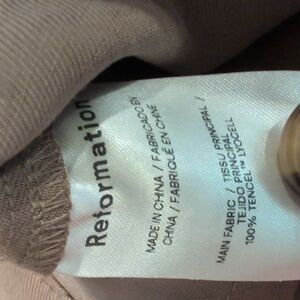 Reformation
MADE IN CHINA / FABRICADO EN
CHINA / FABRIQUÉ EN CHINE
MAIN FABRIC / TISSU PRINCIPAL /
TEJIDO PRINCIPAL
100% TENCEL™ LYOCELL